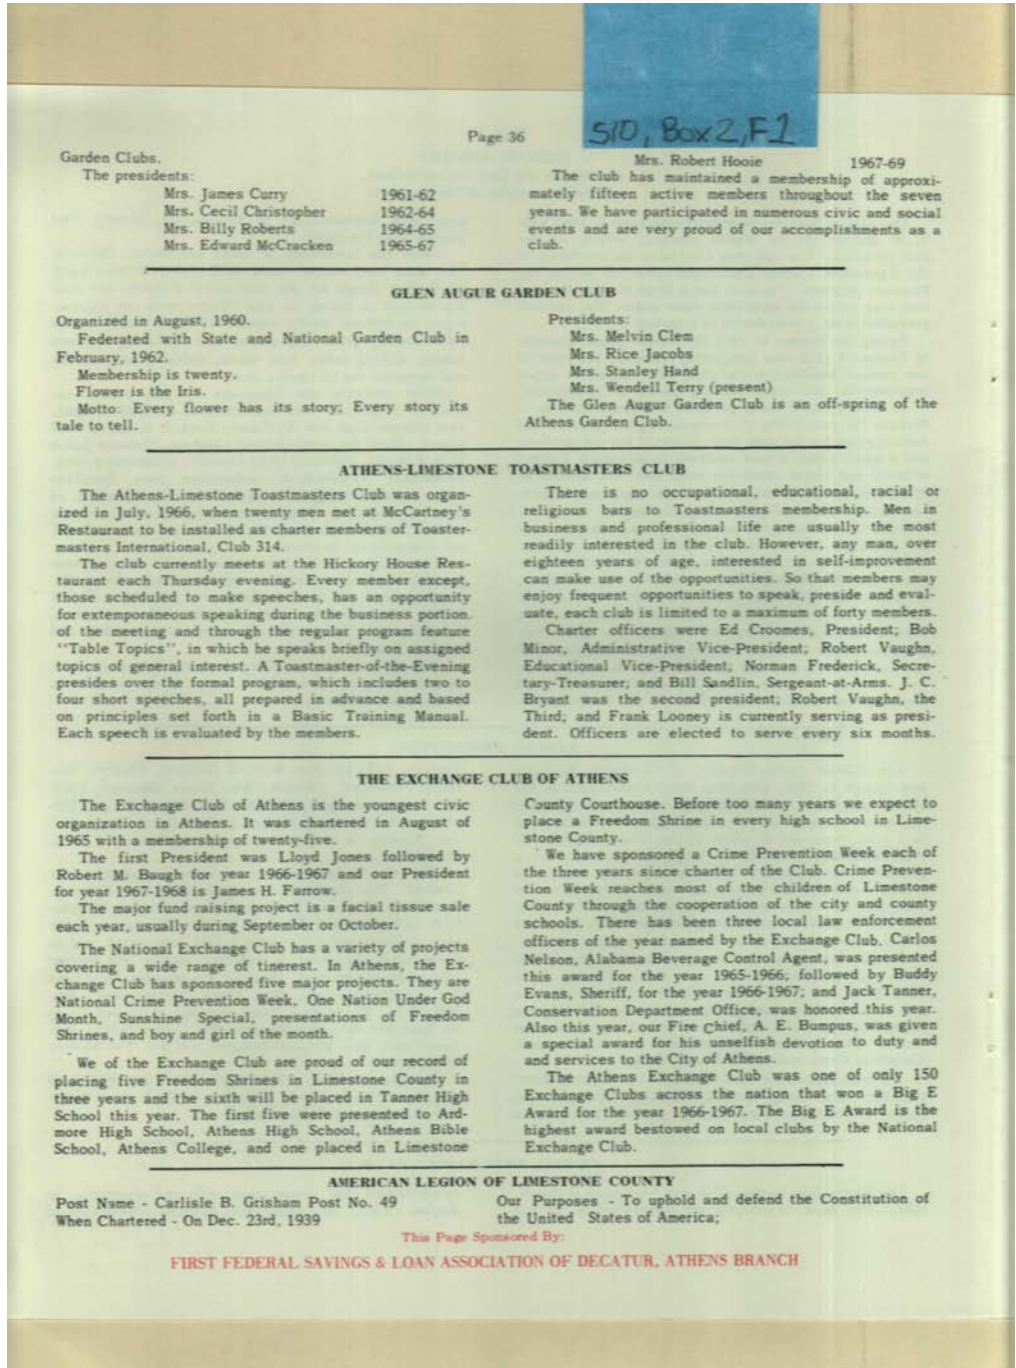 S10, Box 2, F1
Page 36
Garden Clubs.
The presidents:
Mrs. James Curry 1961-62
Mrs. Cecil Christopher 1962-64
Mrs. Billy Roberts 1964-65
Mrs. Edward McCracken 1965-67
Mrs. Robert Hooie 1967-69
The club has maintained a membership of approxi-
mately fifteen active members throughout the seven
years. We have participated in numerous civic and social
events and are very proud of our accomplishments as a
club.
GLEN AUGUR GARDEN CLUB
Organized in August, 1960.
Federated with State and National Garden Club in
February, 1962.
Membership is twenty.
Flower is the Iris.
Motto: Every flower has its story; Every story its
tale to tell.
Presidents:
Mrs. Melvin Clem
Mrs. Rice Jacobs
Mrs. Stanley Hand
Mrs. Wendell Terry (present)
The Glen Augur Garden Club is an off-spring of the
Athens Garden Club.
ATHENS-LIMESTONE TOASTMASTERS CLUB
The Athens-Limestone Toastmasters Club was organ-
ized in July, 1966, when twenty men met at McCartney's
Restaurant to be installed as charter members of Toaster-
masters International, Club 314.
The club currently meets at the Hickory House Res-
taurant each Thursday evening. Every member except,
those scheduled to make speeches, has an opportunity
for extemporaneous speaking during the business portion
of the meeting and through the regular program feature
"Table Topics", in which he speaks briefly on assigned
topics of general interest. A Toastmaster-of-the-Evening
presides over the formal program, which includes two to
four short speeches, all prepared in advance and based
on principles set forth in a Basic Training Manual.
Each speech is evaluated by the members.
There is no occupational, educational, racial or
religious bars to Toastmasters membership. Men in
business and professional life are usually the most
readily interested in the club. However, any man, over
eighteen years of age, interested in self-improvement
can make use of the opportunities. So that members may
enjoy frequent opportunities to speak, preside and eval-
uate, each club is limited to a maximum of forty members.
Charter officers were Ed Croomes, President; Bob
Minor, Administrative Vice-President; Robert Vaughn,
Educational Vice-President; Norman Frederick, Secre-
tary-Treasurer; and Bill Sandlin, Sergeant-at-Arms. J. C.
Bryant was the second president; Robert Vaughn, the
Third; and Frank Looney is currently serving as presi-
dent. Officers are elected to serve every six months.
THE EXCHANGE CLUB OF ATHENS
The Exchange Club of Athens is the youngest civic
organization in Athens. It was chartered in August of
1965 with a membership of twenty-five.
The first President was Lloyd Jones followed by
Robert M. Baugh for year 1966-1967 and our President
for year 1967-1968 is James H. Farrow.
The major fund raising project is a facial tissue sale
each year, usually during September or October.
The National Exchange Club has a variety of projects
covering a wide range of tinerest. In Athens, the Ex-
change Club has sponsored five major projects. They are
National Crime Prevention Week, One Nation Under God
Month, Sunshine Special, presentations of Freedom
Shrines, and boy and girl of the month.
We of the Exchange Club are proud of our record of
placing five Freedom Shrines in Limestone County in
three years and the sixth will be placed in Tanner High
School this year. The first five were presented to Ard-
more High School, Athens High School, Athens Bible
School, Athens College, and one placed in Limestone
County Courthouse. Before too many years we expect to
place a Freedom Shrine in every high school in Lime-
stone County.
We have sponsored a Crime Prevention Week each of
the three years since charter of the Club. Crime Preven-
tion Week reaches most of the children of Limestone
County through the cooperation of the city and county
schools. There has been three local law enforcement
officers of the year named by the Exchange Club. Carlos
Nelson, Alabama Beverage Control Agent, was presented
this award for the year 1965-1966; followed by Buddy
Evans, Sheriff, for the year 1966-1967; and Jack Tanner,
Conservation Department Office, was honored this year.
Also this year, our Fire Chief, A. E. Bumpus, was given
a special award for his unselfish devotion to duty and
and services to the City of Athens.
The Athens Exchange Club was one of only 150
Exchange Clubs across the nation that won a Big E
Award for the year 1966-1967. The Big E Award is the
highest award bestowed on local clubs by the National
Exchange Club.
AMERICAN LEGION OF LIMESTONE COUNTY
Post Name - Carlisle B. Grisham Post No. 49
When Chartered - On Dec. 23rd, 1939
Our Purposes - To uphold and defend the Constitution of
the United States of America;
This Page Sponsored By:
FIRST FEDERAL SAVINGS & LOAN ASSOCIATION OF DECATUR, ATHENS BRANCH